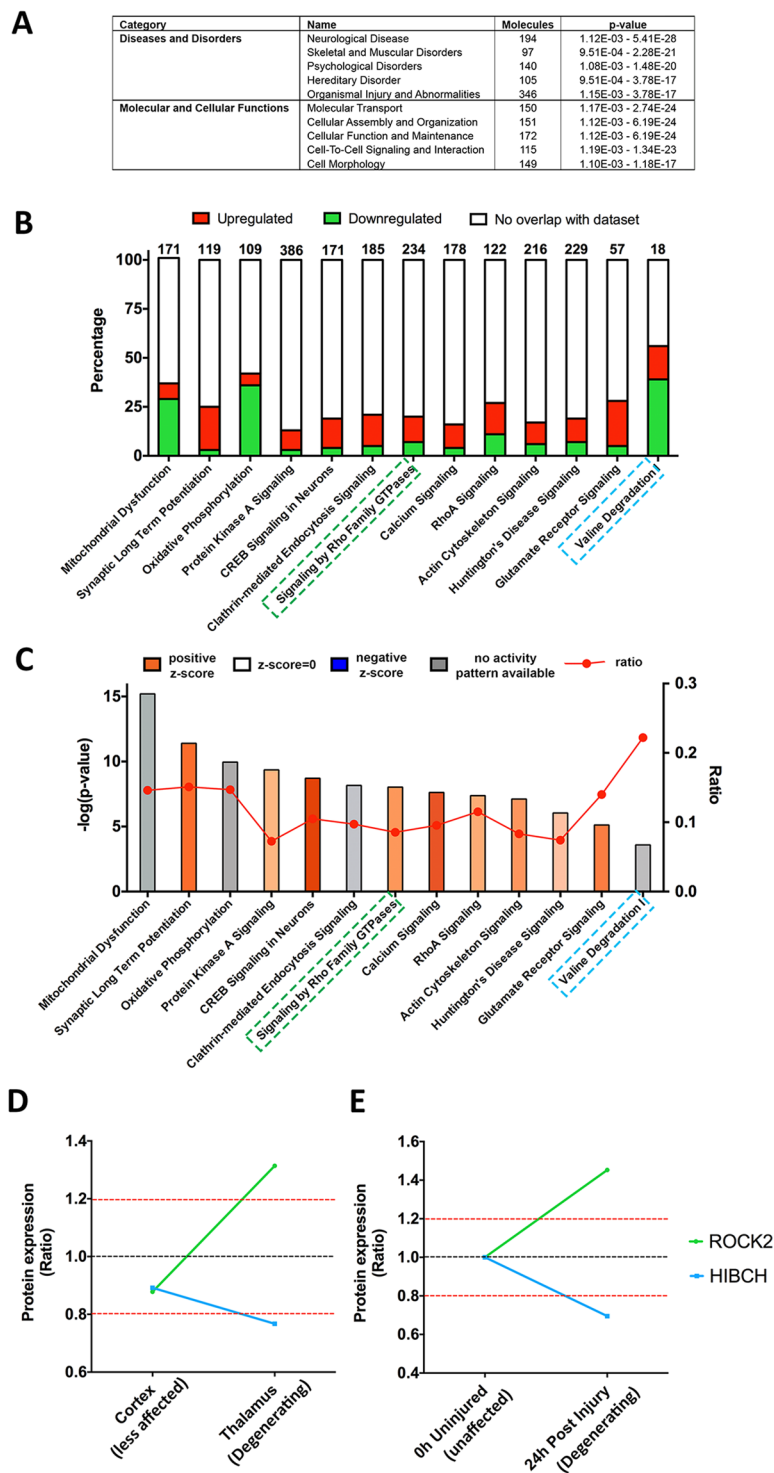 A
Category Name Molecules p-value
Diseases and Disorders Neurological Disease 194 1.12E-03 - 5.41E-28
Skeletal and Muscular Disorders 97 9.51E-04 - 2.28E-21
Psychological Disorders 140 1.08E-03 - 1.48E-20
Hereditary Disorder 105 9.51E-04 - 3.78E-17
Organismal Injury and Abnormalities 346 1.15E-03 - 3.78E-17
Molecular and Cellular Functions Molecular Transport 150 1.17E-03 - 2.74E-24
Cellular Assembly and Organization 151 1.12E-03 - 6.19E-24
Cellular Function and Maintenance 172 1.12E-03 - 6.19E-24
Cell-To-Cell Signaling and Interaction 115 1.19E-03 - 1.34E-23
Cell Morphology 149 1.10E-03 - 1.18E-17
B
Upregulated Downregulated No overlap with dataset
171 119 109 386 171 185 234 178 122 216 229 57 18
100
75
50
25
0
Percentage
Mitochondrial Dysfunction
Synaptic Long Term Potentiation
Oxidative Phosphorylation
Protein Kinase A Signaling
CREB Signaling in Neurons
Clathrin-mediated Endocytosis Signaling
Signaling by Rho Family GTPases
Calcium Signaling
RhoA Signaling
Actin Cytoskeleton Signaling
Huntington's Disease Signaling
Glutamate Receptor Signaling
Valine Degradation I
C
positive z-score
z-score=0
negative z-score
no activity pattern available
ratio
15
10
5
0
-log(p-value)
0.3
0.2
0.1
0.0
Ratio
Mitochondrial Dysfunction
Synaptic Long Term Potentiation
Oxidative Phosphorylation
Protein Kinase A Signaling
CREB Signaling in Neurons
Clathrin-mediated Endocytosis Signaling
Signaling by Rho Family GTPases
Calcium Signaling
RhoA Signaling
Actin Cytoskeleton Signaling
Huntington's Disease Signaling
Glutamate Receptor Signaling
Valine Degradation I
D
1.4
1.2
1.0
0.8
0.6
Protein expression
(Ratio)
Cortex
(less affected)
Thalamus
(Degenerating)
E
1.6
1.4
1.2
1.0
0.8
0.6
0.4
Protein expression
(Ratio)
0h Uninjured
(unaffected)
24h Post Injury
(Degenerating)
ROCK2
HIBCH